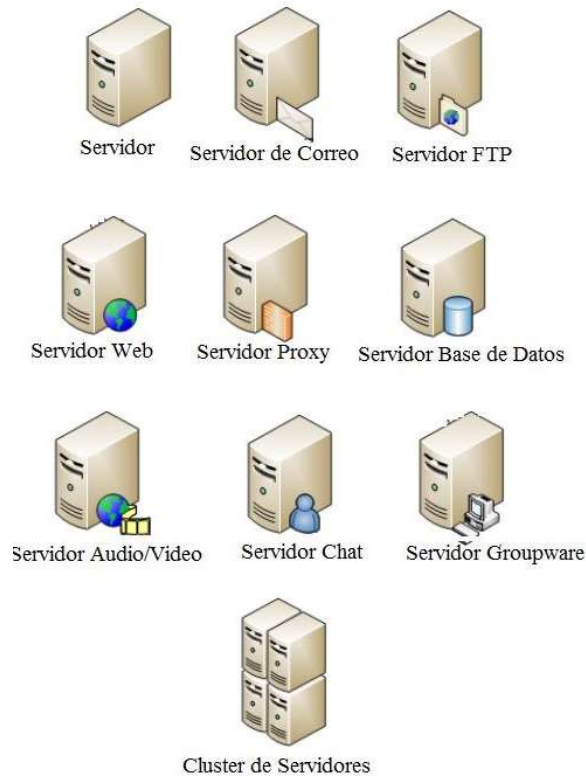 Servidor
Servidor de Correo
Servidor FTP
Servidor Web
Servidor Proxy
Servidor Base de Datos
Servidor Audio/Video
Servidor Chat
Servidor Groupware
Cluster de Servidores